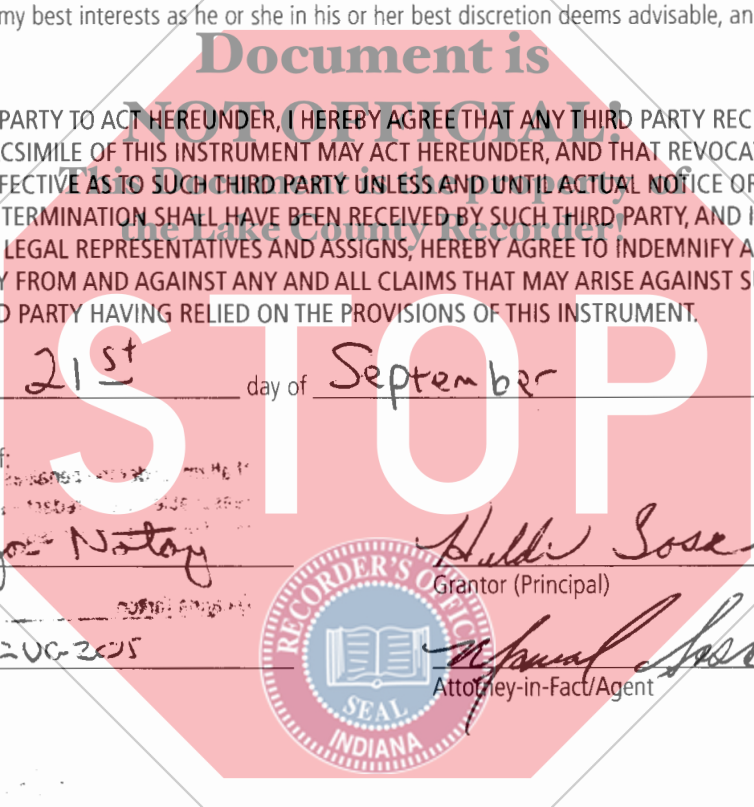 my best interests as he or she in his or her best discretion deems advisable, an
Document is
NOT OFFICIAL!
PARTY TO ACT HEREUNDER, I HEREBY AGREE THAT ANY THIRD PARTY REC
CSIMILE OF THIS INSTRUMENT MAY ACT HEREUNDER, AND THAT REVOCA
This Document is the property
FFECTIVE AS TO SUCH THIRD PARTY UNLESS AND UNTIL ACTUAL NOTICE OR
TERMINATION SHALL HAVE BEEN RECEIVED BY SUCH THIRD PARTY, AND I
the Lake County Recorder!
LEGAL REPRESENTATIVES AND ASSIGNS, HEREBY AGREE TO INDEMNIFY A
Y FROM AND AGAINST ANY AND ALL CLAIMS THAT MAY ARISE AGAINST SU
D PARTY HAVING RELIED ON THE PROVISIONS OF THIS INSTRUMENT.
21st day of September
STOP
f:
Notary
Sosa
Grantor (Principal)
Sosa
Attorney-in-Fact/Agent
RECORDER'S OFFICE
SEAL
INDIANA